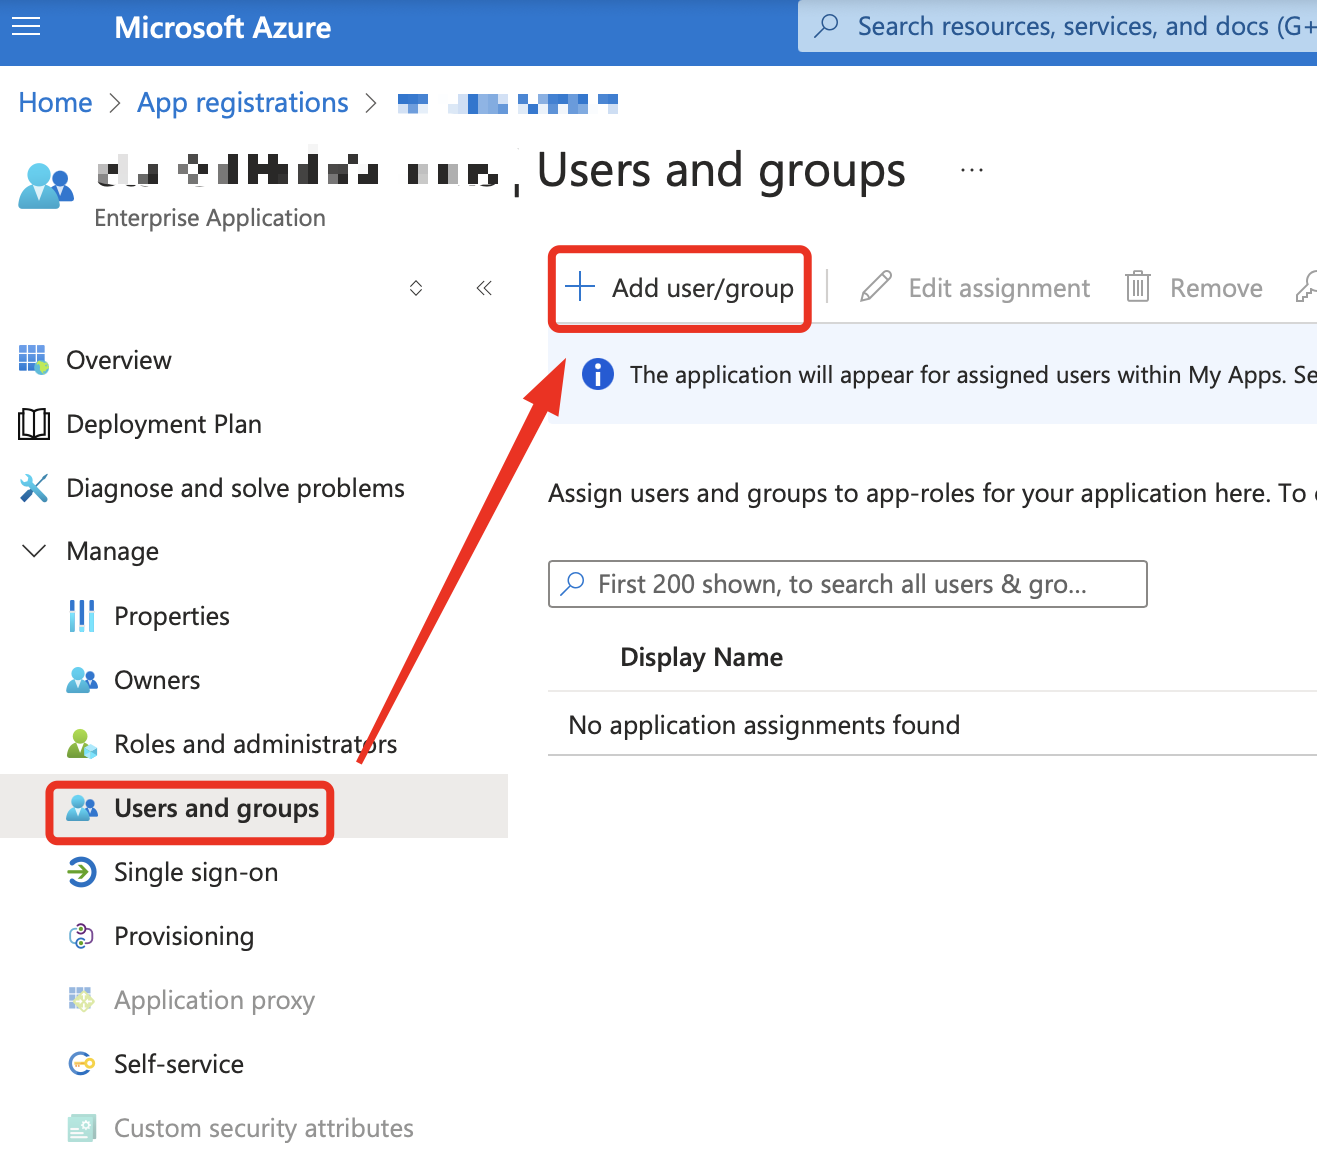 Microsoft Azure
Search resources, services, and docs (G+
Home > App registrations >
| Users and groups ...
Enterprise Application
+ Add user/group
Edit assignment
Remove
The application will appear for assigned users within My Apps. Se
Overview
Deployment Plan
Diagnose and solve problems
Manage
Properties
Owners
Roles and administrators
Users and groups
Single sign-on
Provisioning
Application proxy
Self-service
Custom security attributes
Assign users and groups to app-roles for your application here. To
First 200 shown, to search all users & gro...
Display Name
No application assignments found